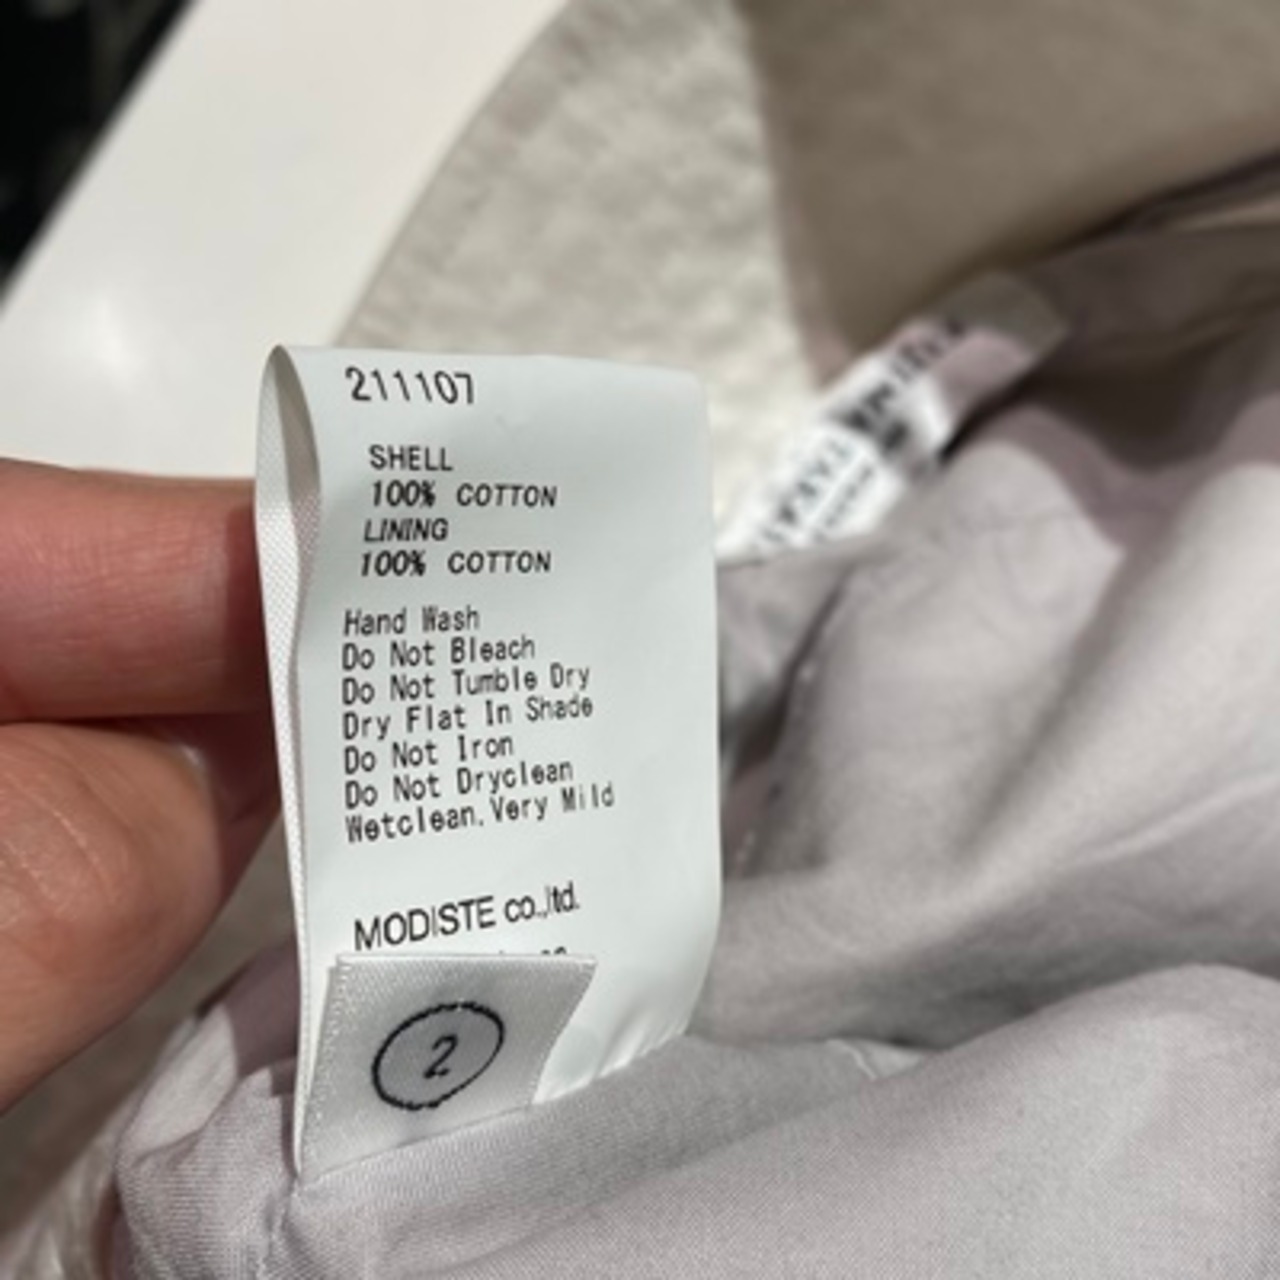 211107
SHELL
100% COTTON
LINING
100% COTTON
Hand Wash
Do Not Bleach
Do Not Tumble Dry
Dry Flat In Shade
Do Not Iron
Do Not Dryclean
Wetclean.Very Mild
MODISTE co.,ltd.
2